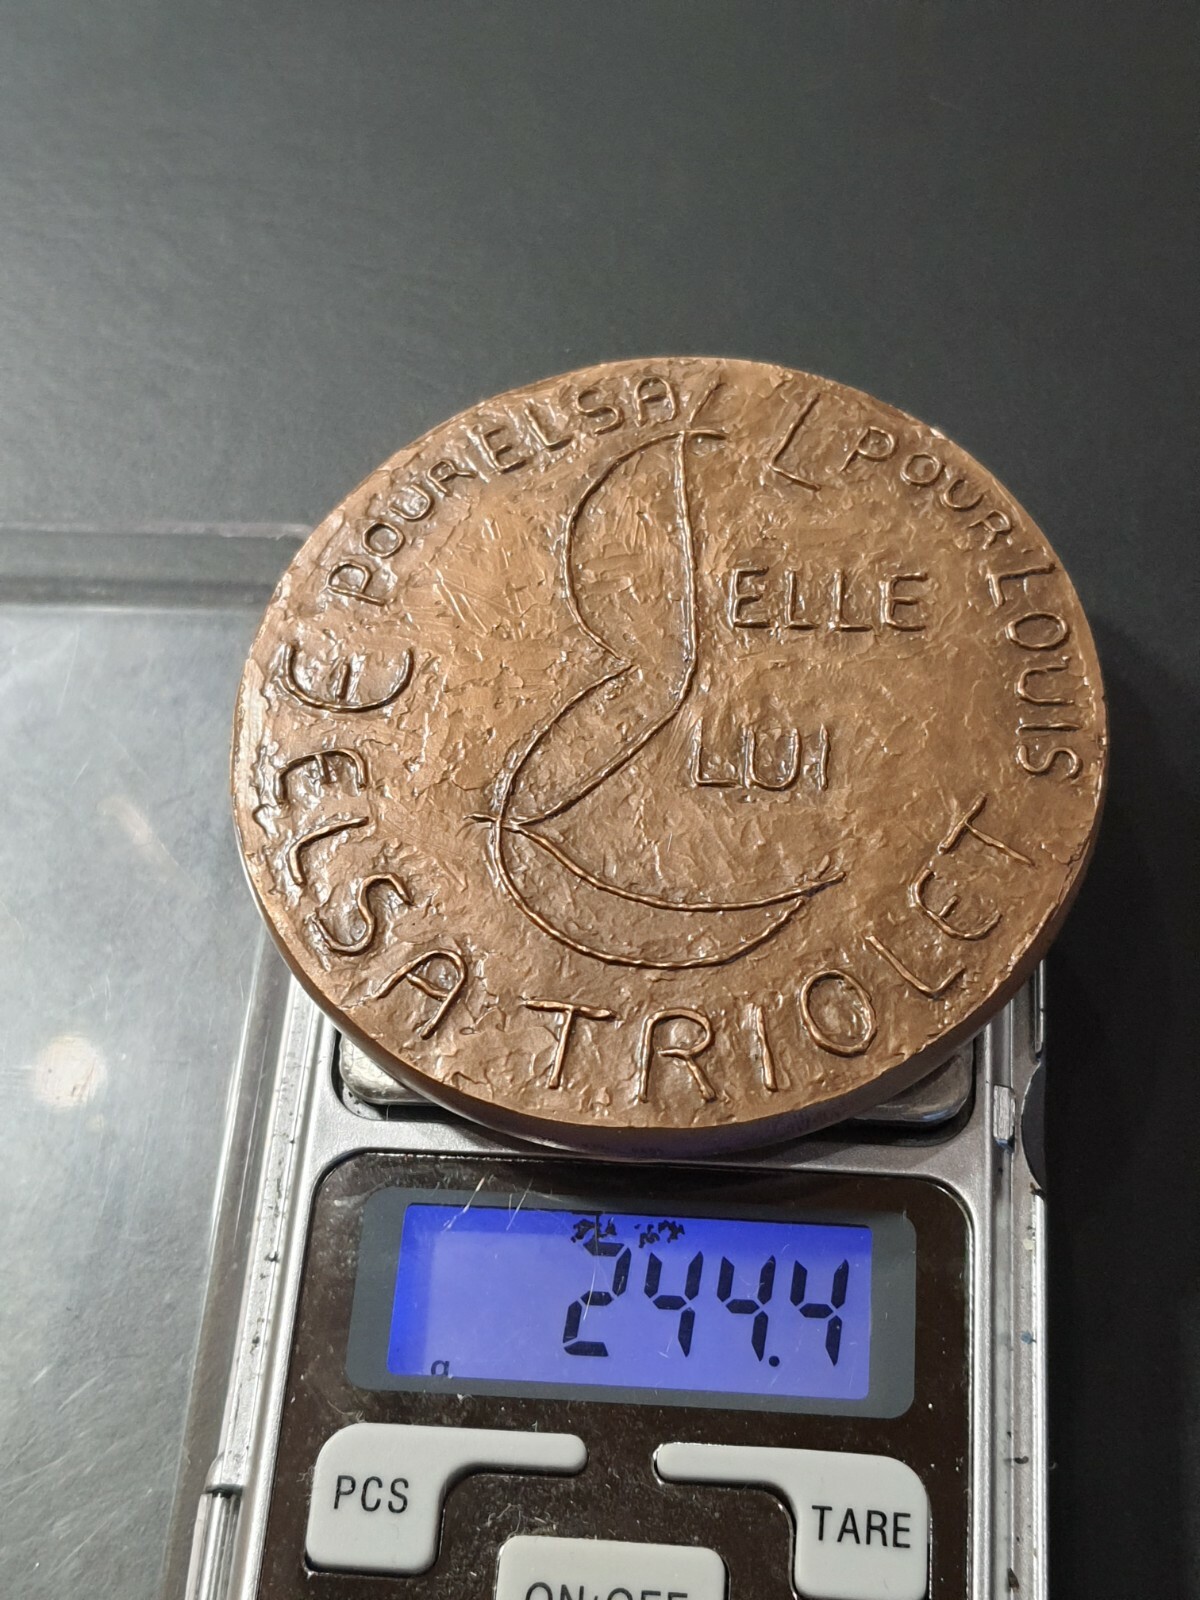 E POUR ELSA
L POUR LOUIS
ELLE
LUI
ELSA TRIOLET
244.4
g
PCS
TARE